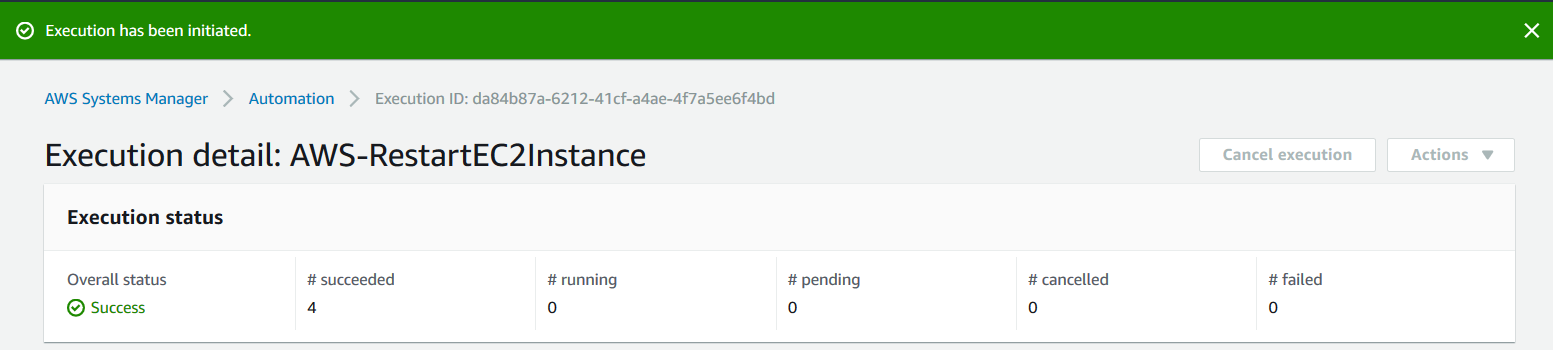 Execution has been initiated.
AWS Systems Manager Automation Execution ID: da84b87a-6212-41cf-a4ae-4f7a5ee6f4bd
Execution detail: AWS-RestartEC2Instance
Cancel execution
Actions
Execution status
Overall status # succeeded # running # pending # cancelled # failed
Success 4 0 0 0 0